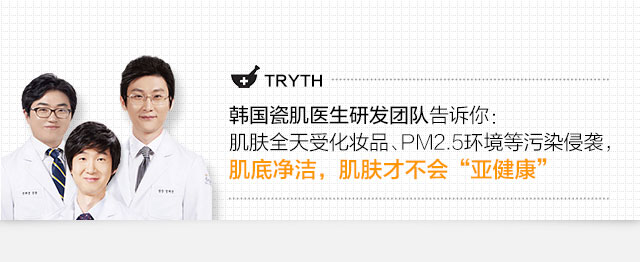 TRYTH
韩国瓷肌医生研发团队告诉你：
肌肤全天受化妆品、PM2.5环境等污染侵袭，
肌底净洁，肌肤才不会“亚健康”